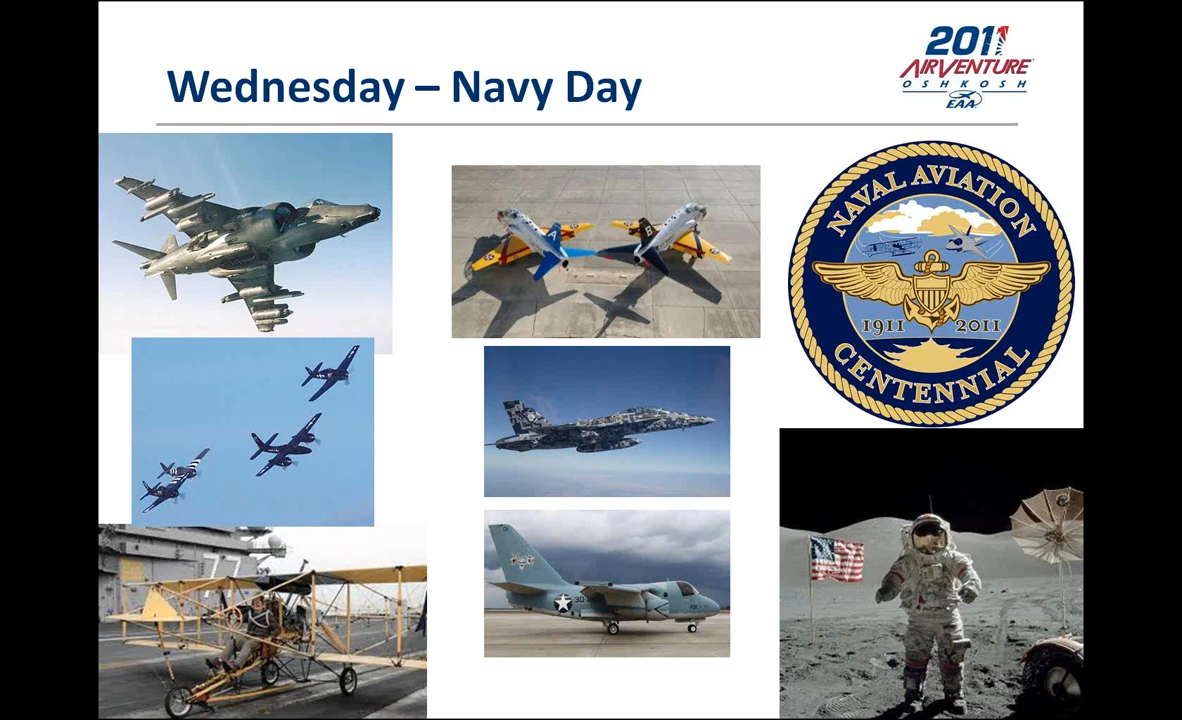 Wednesday – Navy Day
2011
AIRVENTURE
OSHKOSH
EAA
NAVAL AVIATION
1911 2011
CENTENNIAL
A
B